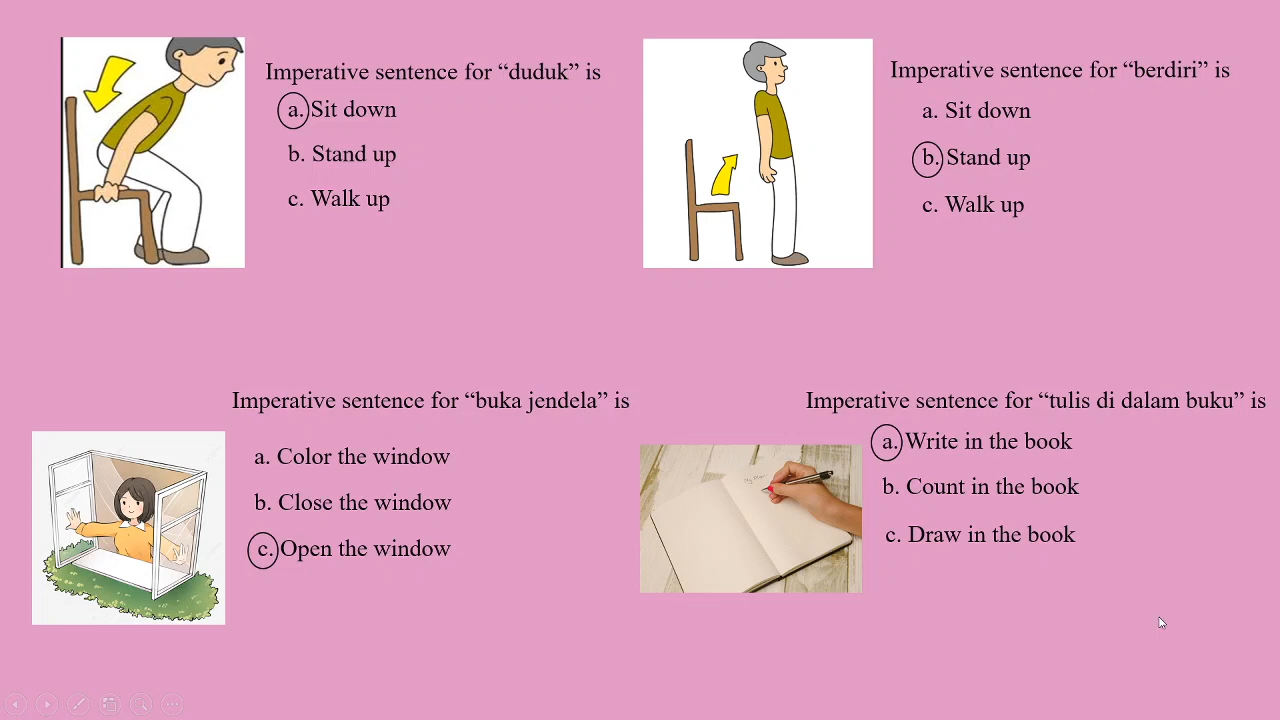 Imperative sentence for “duduk” is
a. Sit down
b. Stand up
c. Walk up
Imperative sentence for “berdiri” is
a. Sit down
b. Stand up
c. Walk up
Imperative sentence for “buka jendela” is
a. Color the window
b. Close the window
c. Open the window
Imperative sentence for “tulis di dalam buku” is
a. Write in the book
b. Count in the book
c. Draw in the book